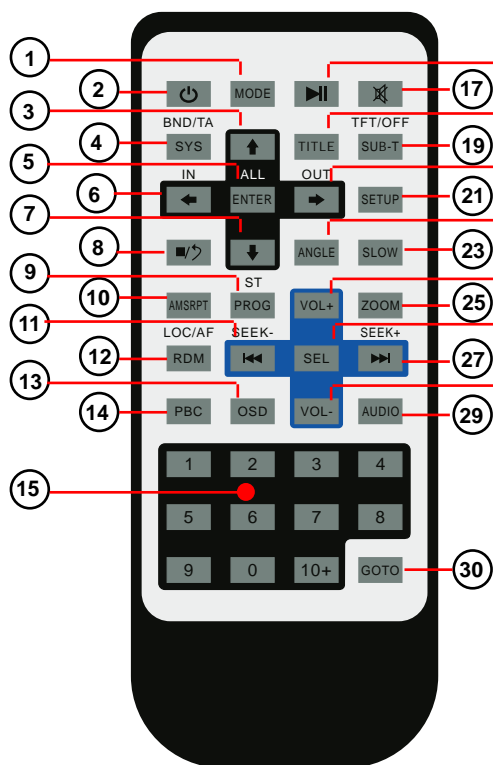 1
2
MODE
17
3
BND/TA
TFT/OFF
4
SYS
TITLE
SUB-T
19
5
IN
ALL
OUT
6
ENTER
SETUP
21
7
8
ANGLE
SLOW
23
9
ST
10
AMSRPT
PROG
VOL+
ZOOM
25
11
LOC/AF
SEEK-
SEEK+
12
RDM
SEL
27
13
14
PBC
OSD
VOL-
AUDIO
29
1 2 3 4
15
5 6 7 8
9 0 10+ GOTO
30